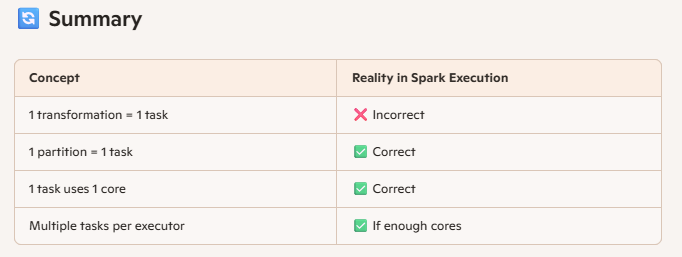 🔄 Summary
Concept Reality in Spark Execution
1 transformation = 1 task ❌ Incorrect
1 partition = 1 task ✅ Correct
1 task uses 1 core ✅ Correct
Multiple tasks per executor ✅ If enough cores